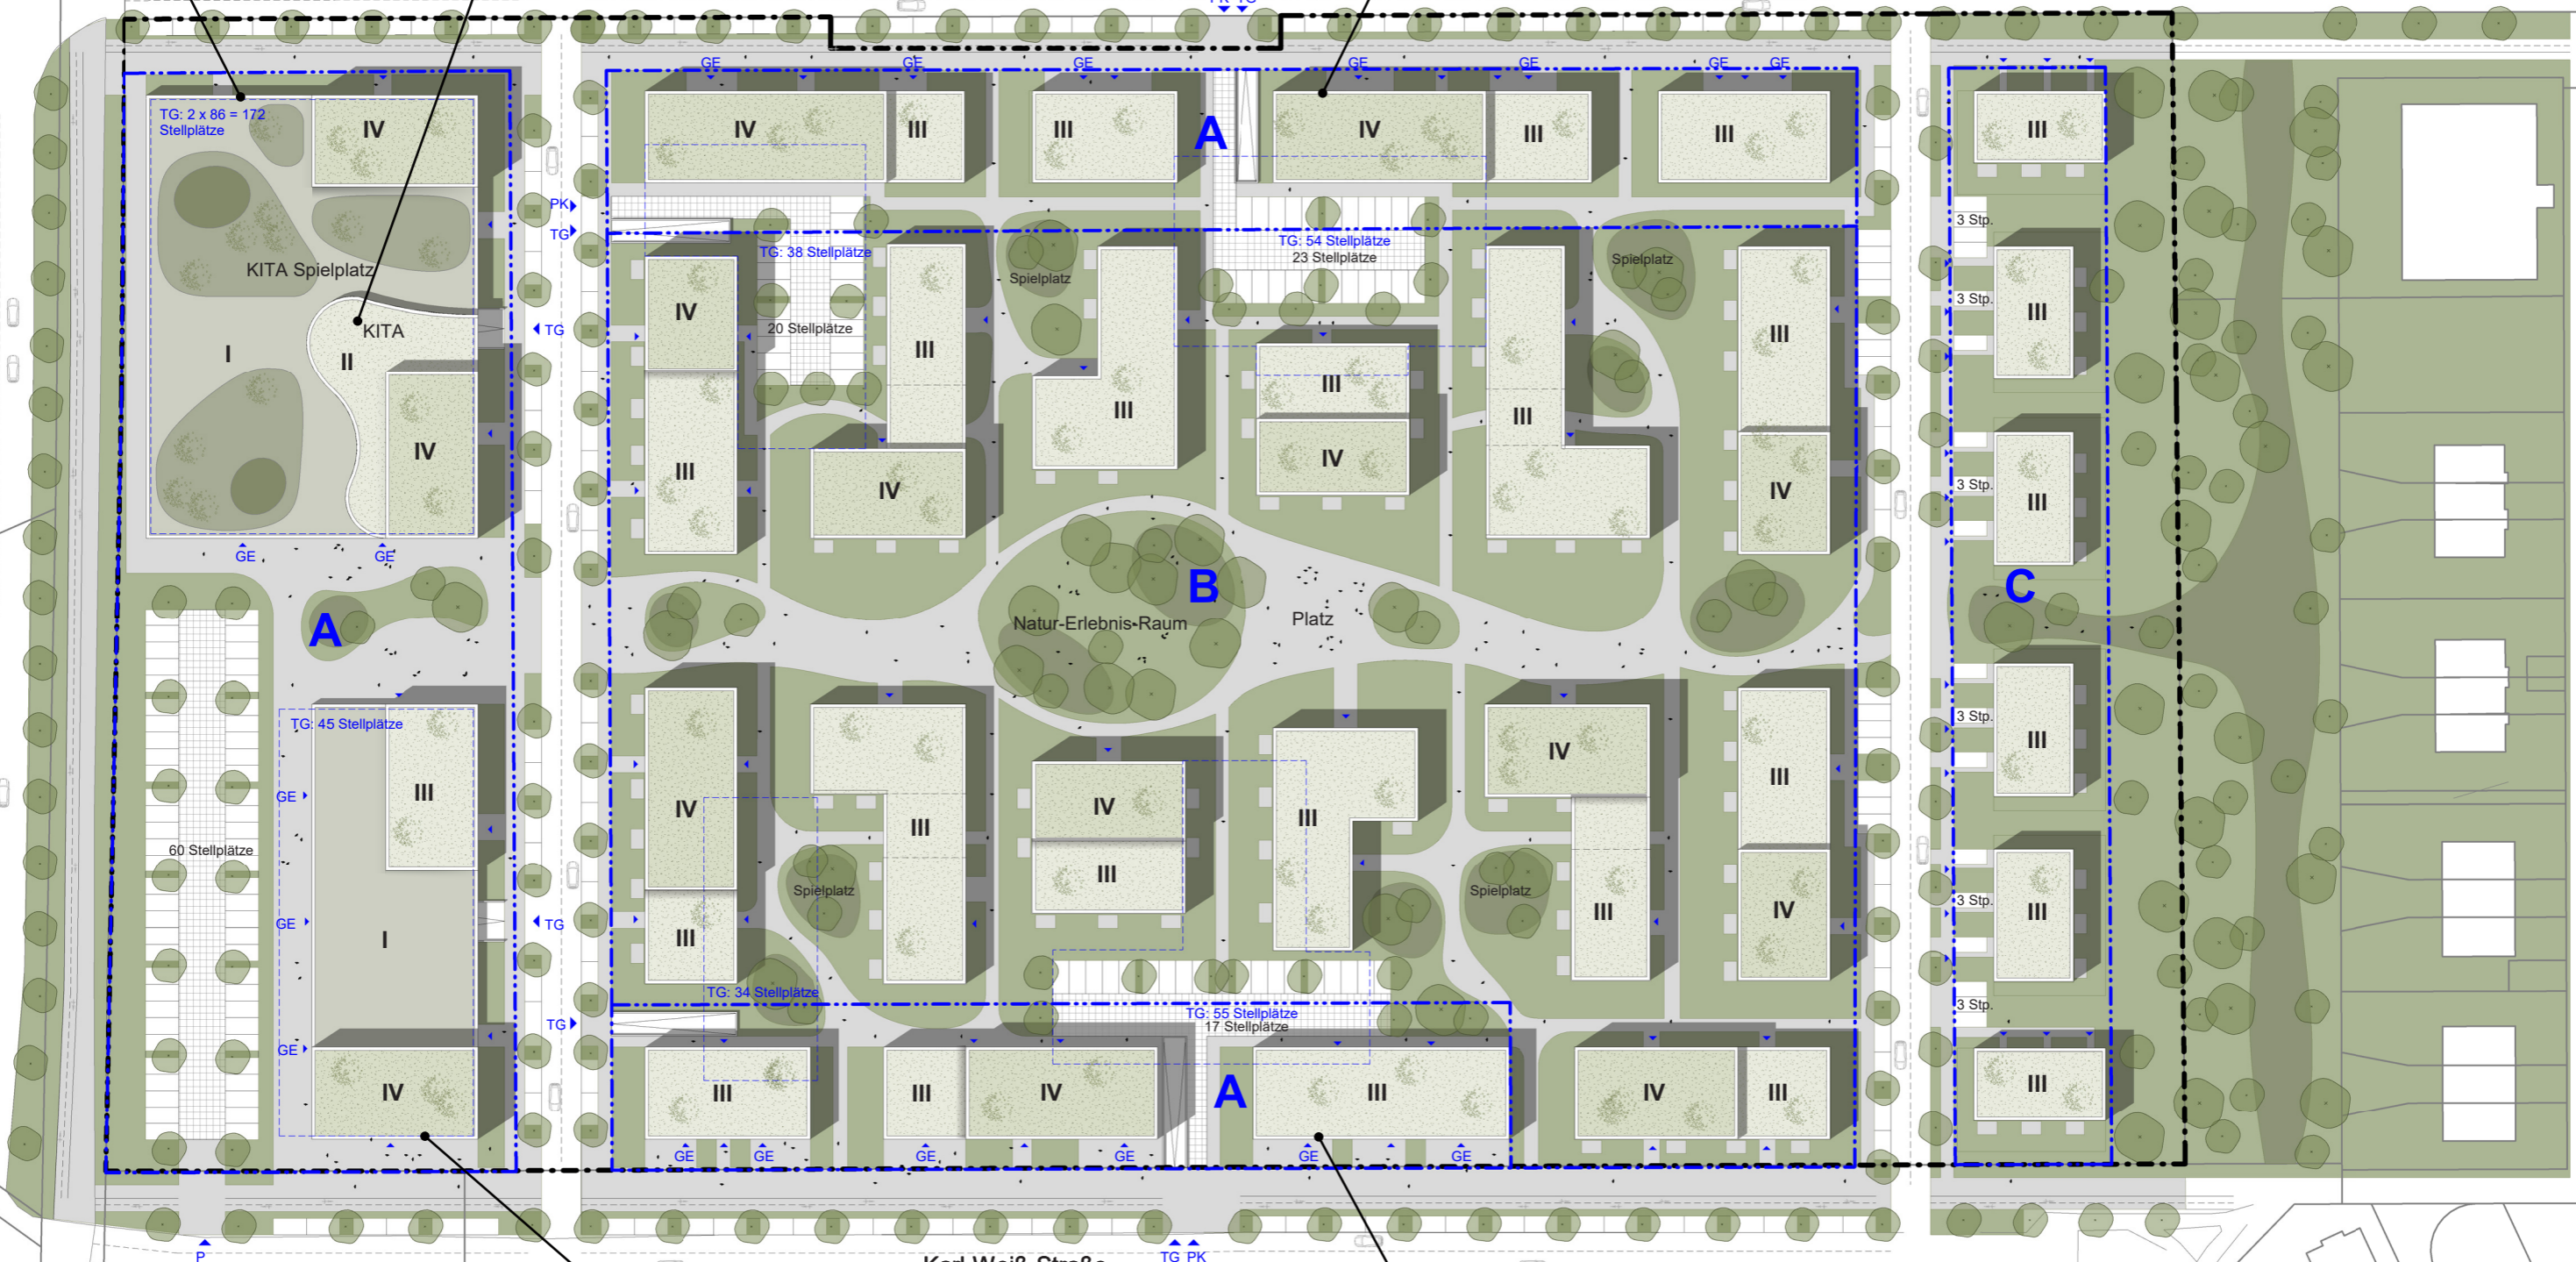 PK TG
GE GE GE GE GE GE GE
TG: 2 x 86 = 172
Stellplätze
IV IV III III A IV III III III
PK
TG
3 Stp.
KITA Spielplatz
TG: 38 Stellplätze
Spielplatz
TG: 54 Stellplätze
23 Stellplätze
Spielplatz
3 Stp.
IV III III III
TG
KITA
20 Stellplätze
I II III III III
IV III IV III IV IV
3 Stp.
III
GE GE
B C
Natur-Erlebnis-Raum
Platz
A
TG: 45 Stellplätze
3 Stp.
III IV III IV III
GE
III IV III III
60 Stellplätze
III
Spielplatz
Spielplatz
3 Stp.
GE
TG
I III III IV III
TG: 34 Stellplätze
3 Stp.
TG: 55 Stellplätze
17 Stellplätze
TG
GE
IV III III IV A III IV III III
GE GE GE GE GE GE
P
Karl-Weiß-Straße
TG PK